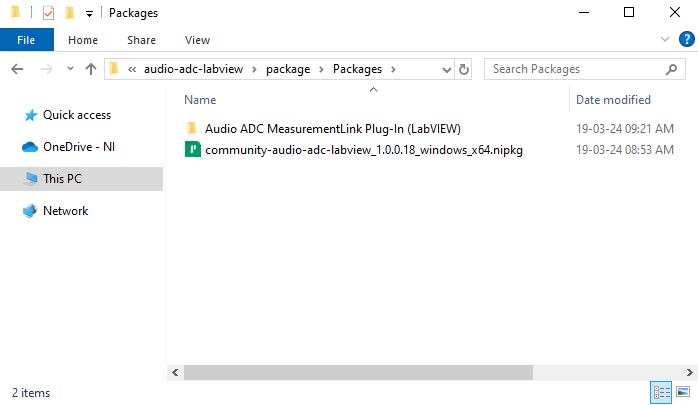 Packages
File Home Share View
« audio-adc-labview > package > Packages >
Search Packages
Name Date modified
Quick access
OneDrive - NI
This PC
Network
Audio ADC MeasurementLink Plug-In (LabVIEW) 19-03-24 09:21 AM
community-audio-adc-labview_1.0.0.18_windows_x64.nipkg 19-03-24 08:53 AM
2 items